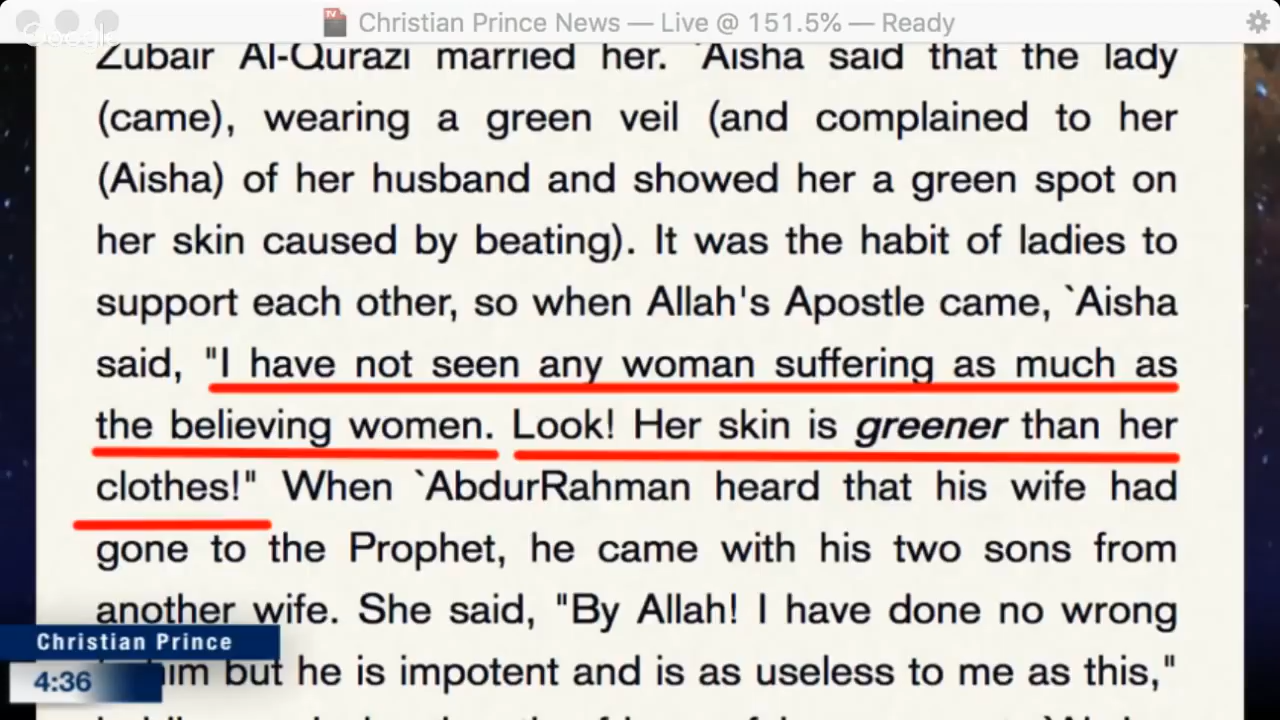 Christian Prince News — Live @ 151.5% — Ready
Google
Zubair Al-Qurazi married her. `Aisha said that the lady
(came), wearing a green veil (and complained to her
(Aisha) of her husband and showed her a green spot on
her skin caused by beating). It was the habit of ladies to
support each other, so when Allah's Apostle came, `Aisha
said, "I have not seen any woman suffering as much as
the believing women. Look! Her skin is greener than her
clothes!" When `AbdurRahman heard that his wife had
gone to the Prophet, he came with his two sons from
another wife. She said, "By Allah! I have done no wrong
him but he is impotent and is as useless to me as this,"
Christian Prince
4:36